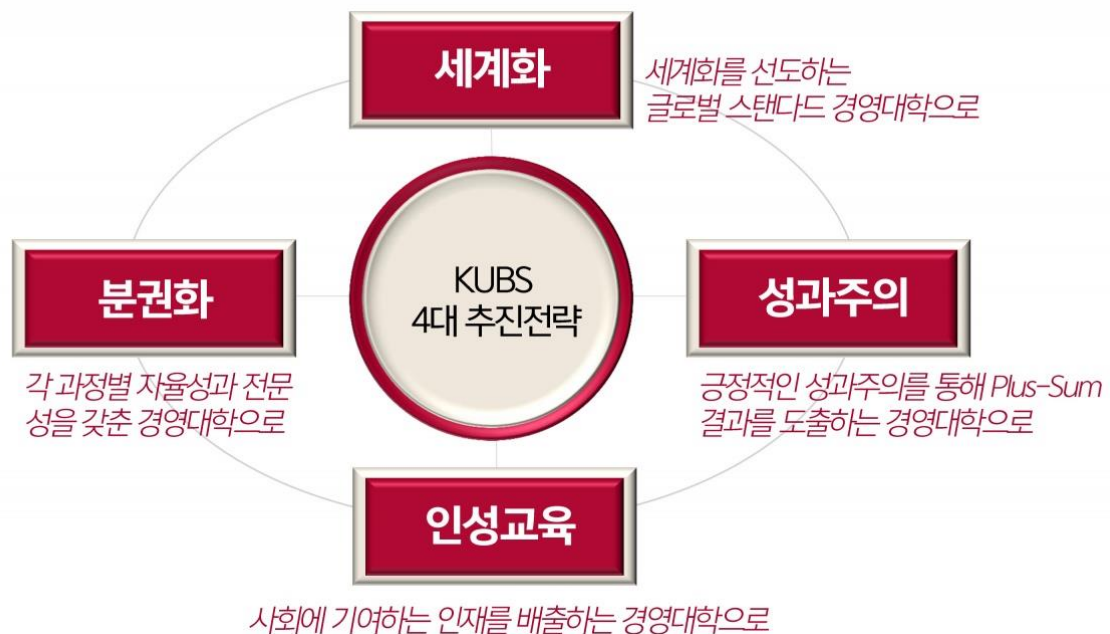 세계화
세계화를 선도하는
글로벌 스탠다드 경영대학으로
KUBS
4대 추진전략
분권화
각 과정별 자율성과 전문
성을 갖춘 경영대학으로
성과주의
긍정적인 성과주의를 통해 Plus-Sum
결과를 도출하는 경영대학으로
인성교육
사회에 기여하는 인재를 배출하는 경영대학으로